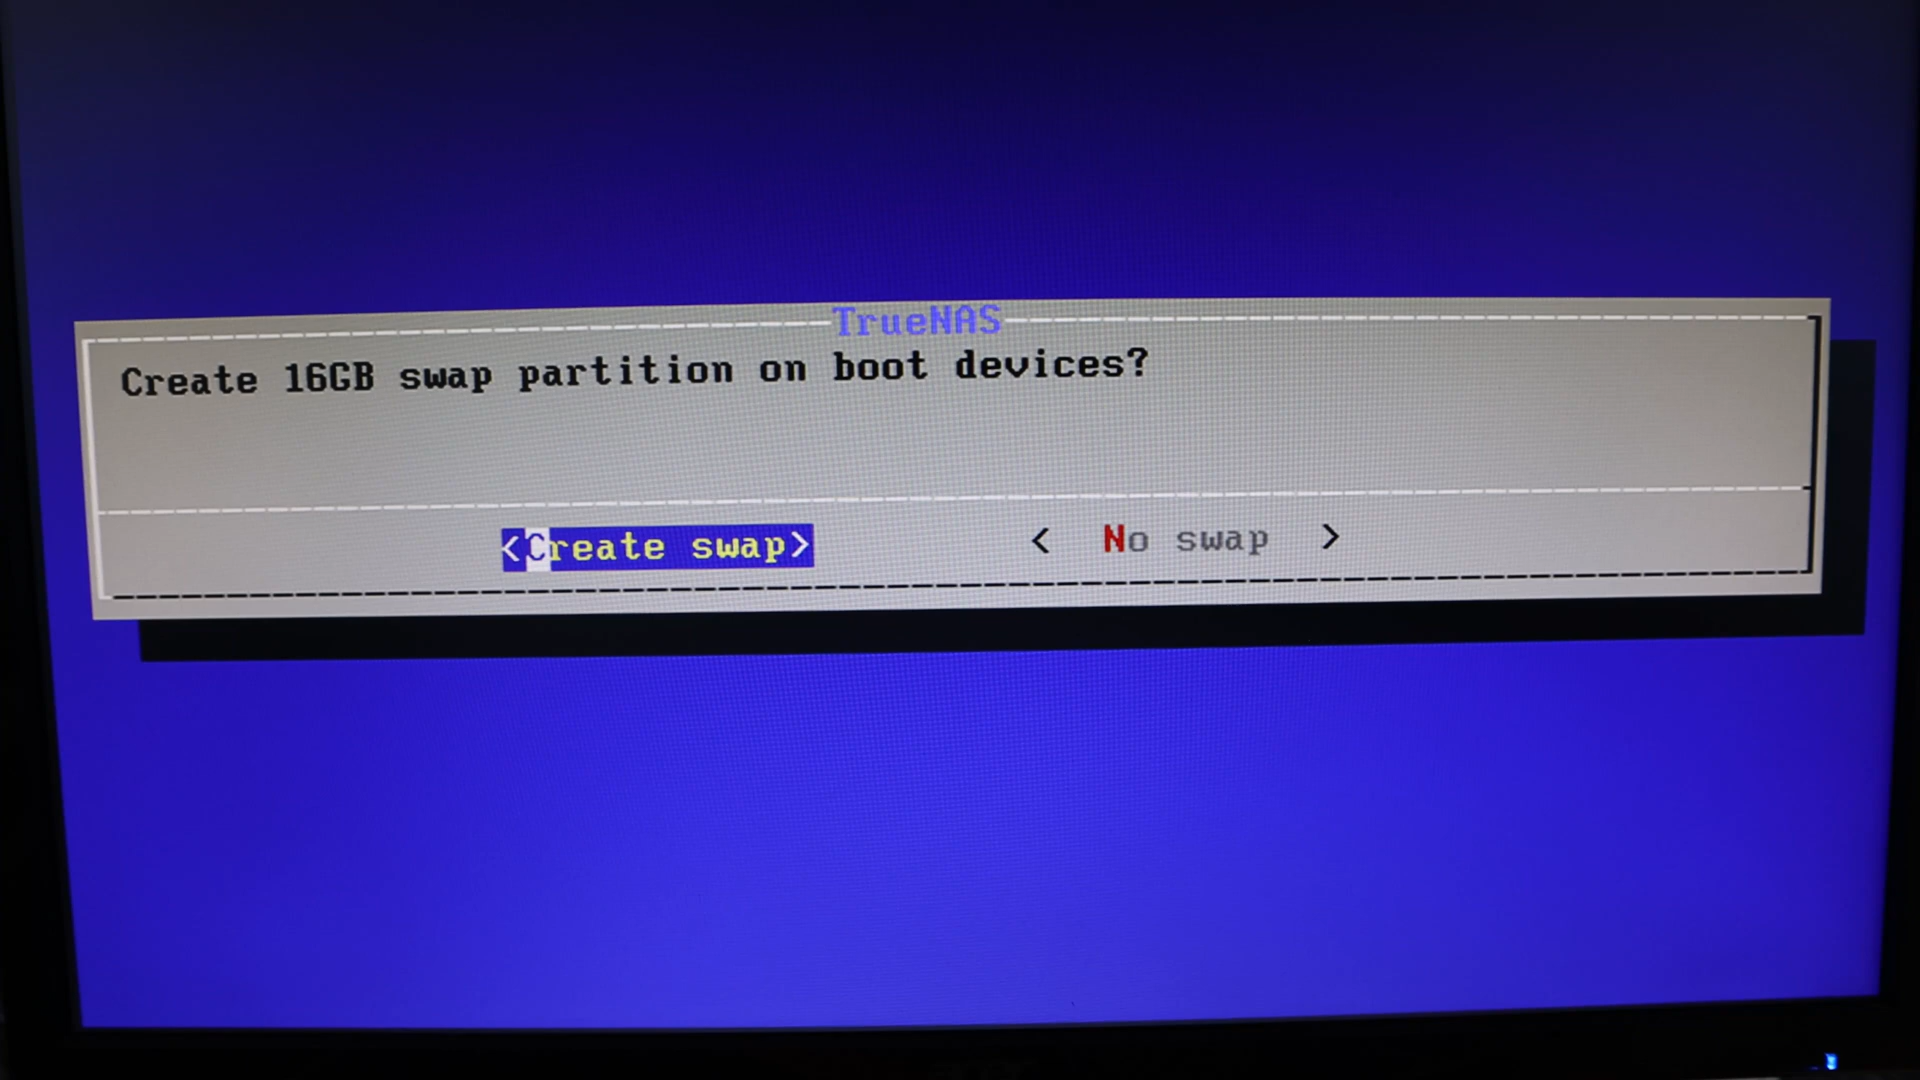 TrueNAS
Create 16GB swap partition on boot devices?
<Create swap> < No swap >